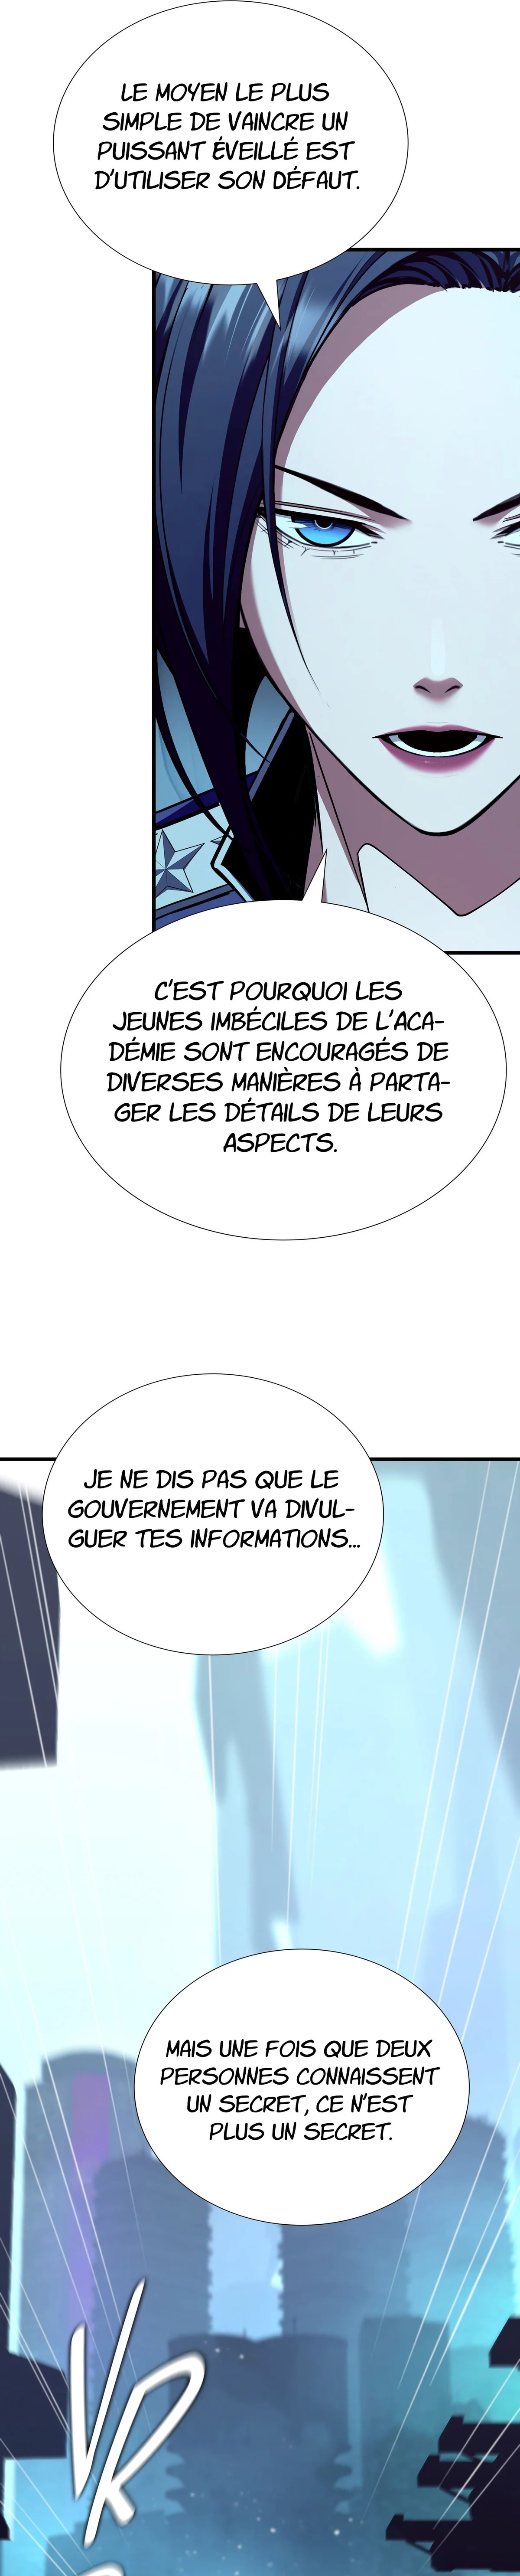 LE MOYEN LE PLUS
SIMPLE DE VAINCRE UN
PUISSANT ÉVEILLÉ EST
D'UTILISER SON DÉFAUT.
C'EST POURQUOI LES
JEUNES IMBÉCILES DE L'ACA-
DÉMIE SONT ENCOURAGÉS DE
DIVERSES MANIÈRES À PARTA-
GER LES DÉTAILS DE LEURS
ASPECTS.
JE NE DIS PAS QUE LE
GOUVERNEMENT VA DIVUL-
GUER TES INFORMATIONS...
MAIS UNE FOIS QUE DEUX
PERSONNES CONNAISSENT
UN SECRET, CE N'EST
PLUS UN SECRET.
VR